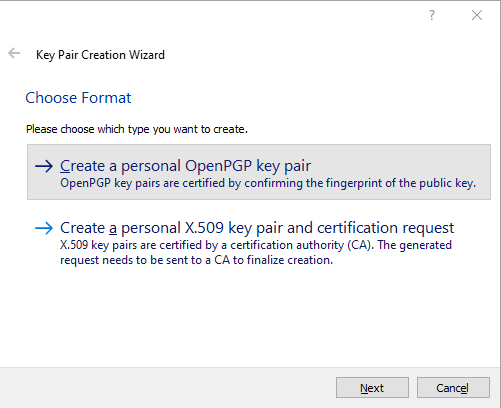 ?
Key Pair Creation Wizard
Choose Format
Please choose which type you want to create.
Create a personal OpenPGP key pair
OpenPGP key pairs are certified by confirming the fingerprint of the public key.
Create a personal X.509 key pair and certification request
X.509 key pairs are certified by a certification authority (CA). The generated
request needs to be sent to a CA to finalize creation.
Next Cancel